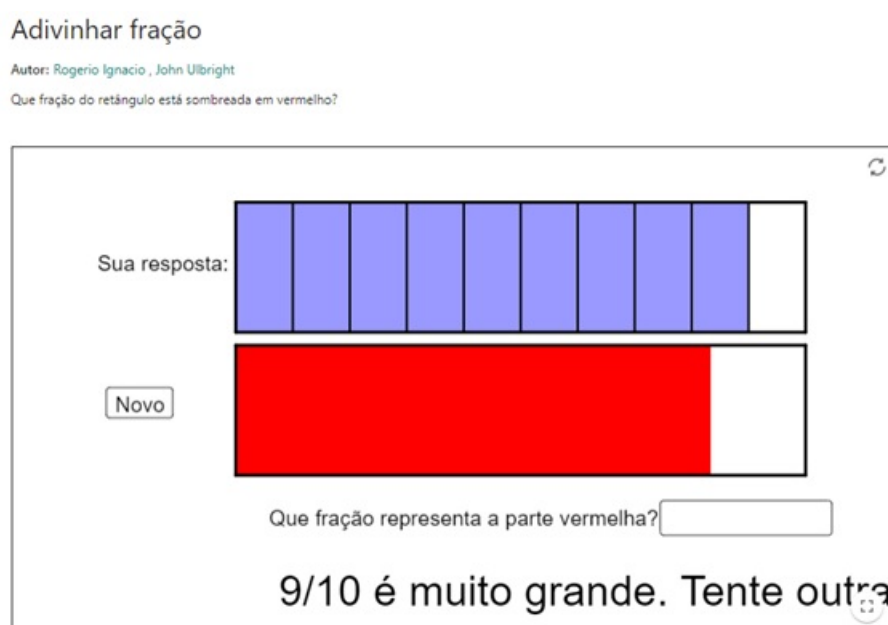 Adivinhar fração
Autor: Rogerio Ignacio , John Ulbright
Que fração do retângulo está sombreada em vermelho?
Sua resposta:
Novo
Que fração representa a parte vermelha?
9/10 é muito grande. Tente outra